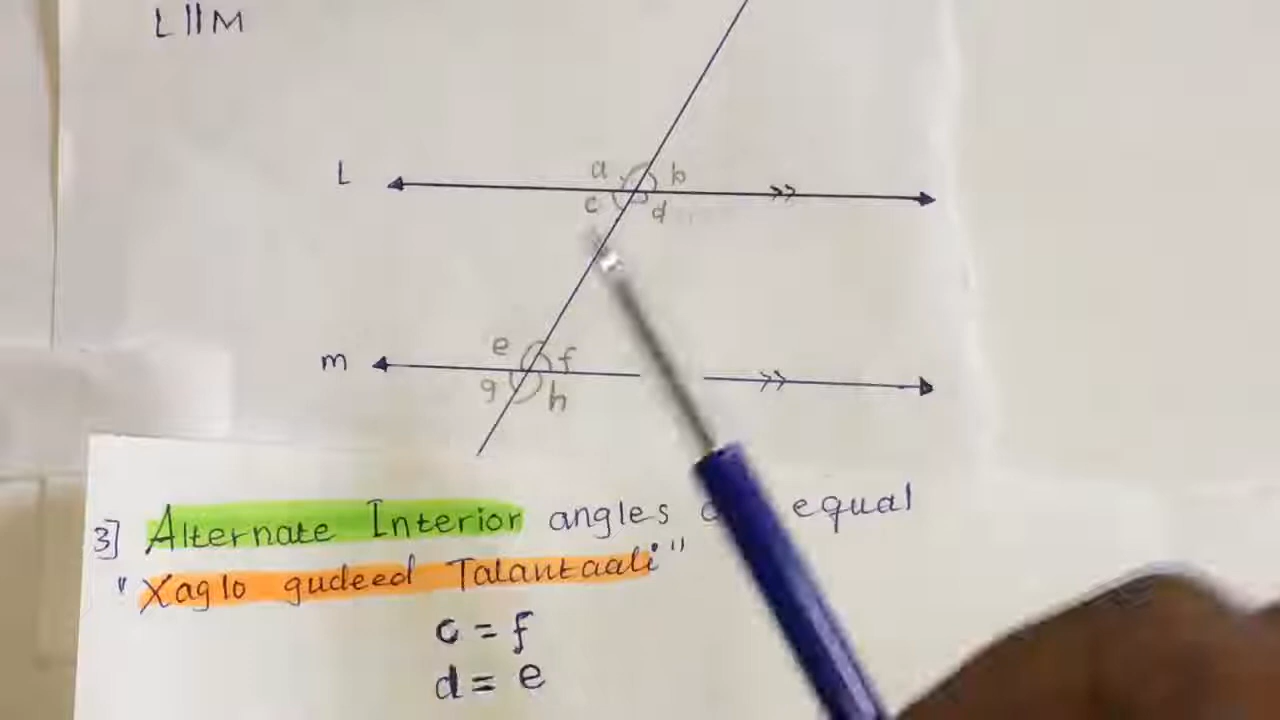 L || M
L
a b
c d
m
e f
g h
3] Alternate Interior angles equal
"Xaglo gudeed Talantaali"
c = f
d = e